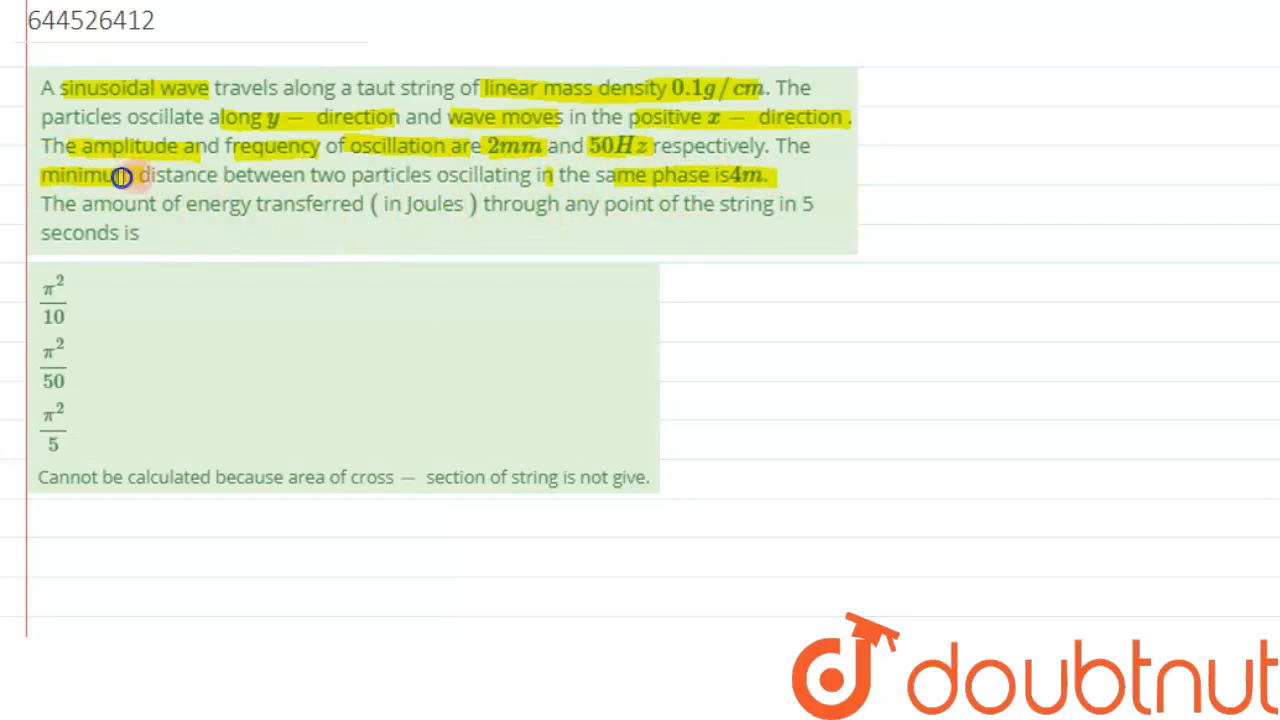 644526412
A sinusoidal wave travels along a taut string of linear mass density 0.1g/cm. The
particles oscillate along y − direction and wave moves in the positive x − direction .
The amplitude and frequency of oscillation are 2mm and 50Hz respectively. The
minimum distance between two particles oscillating in the same phase is4m.
The amount of energy transferred ( in Joules ) through any point of the string in 5
seconds is
π²
10
π²
50
π²
5
Cannot be calculated because area of cross − section of string is not give.
doubtnut